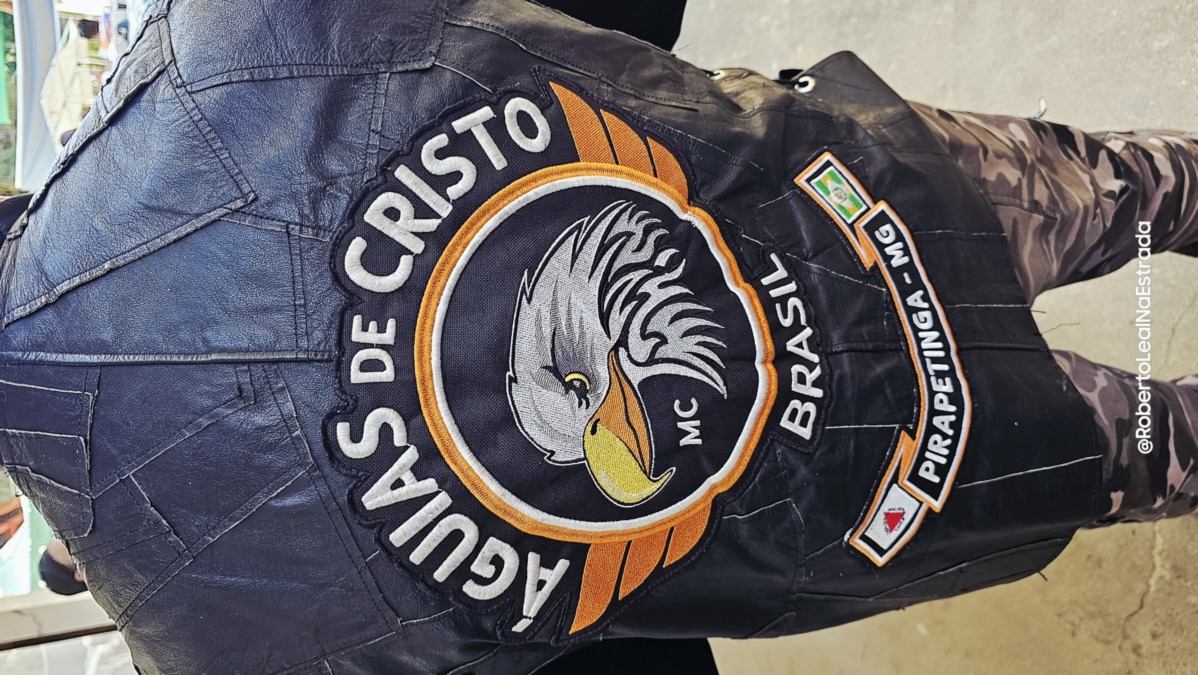 ÁGUIAS DE CRISTO
MC
BRASIL
PIRAPETINGA - MG
@RobertoLealNaEstrada